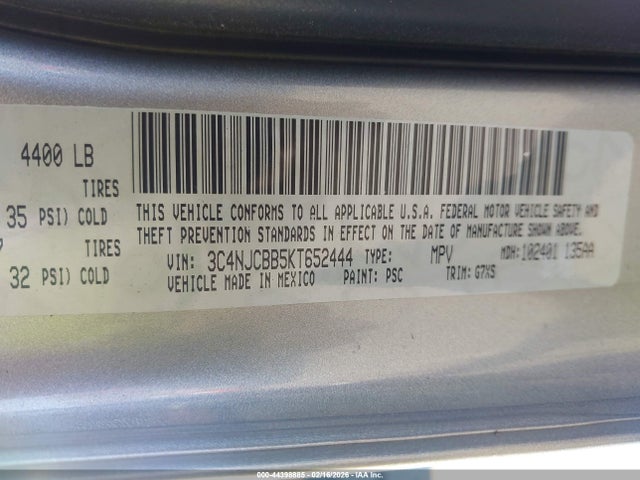 4400 LB
TIRES
35 PSI) COLD
THIS VEHICLE CONFORMS TO ALL APPLICABLE U.S.A. FEDERAL MOTOR VEHICLE SAFETY AND
TIRES
THEFT PREVENTION STANDARDS IN EFFECT ON THE DATE OF MANUFACTURE SHOWN ABOVE.
32 PSI) COLD
VIN: 3C4NJCBB5KT652444 TYPE: MPV MDH: 102401 135AA
VEHICLE MADE IN MEXICO PAINT: PSC TRIM: G7XS
000-44398885 - 02/16/2026 - IAA Inc.